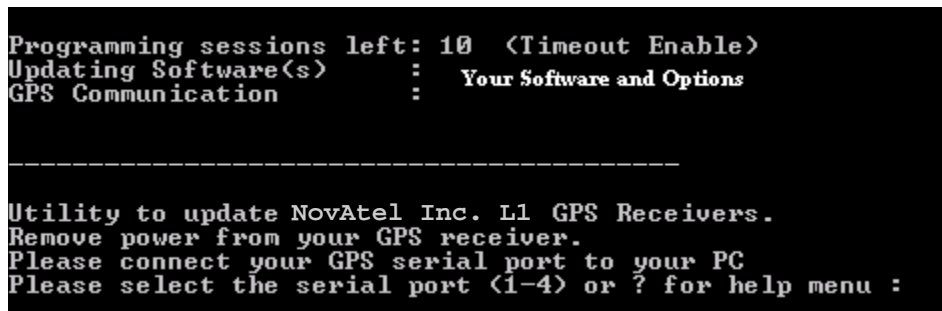 Programming sessions left: 10 (Timeout Enable)
Updating Software(s) : Your Software and Options
GPS Communication :
-----------------------------------------
Utility to update NovAtel Inc. L1 GPS Receivers.
Remove power from your GPS receiver.
Please connect your GPS serial port to your PC
Please select the serial port (1-4) or ? for help menu :